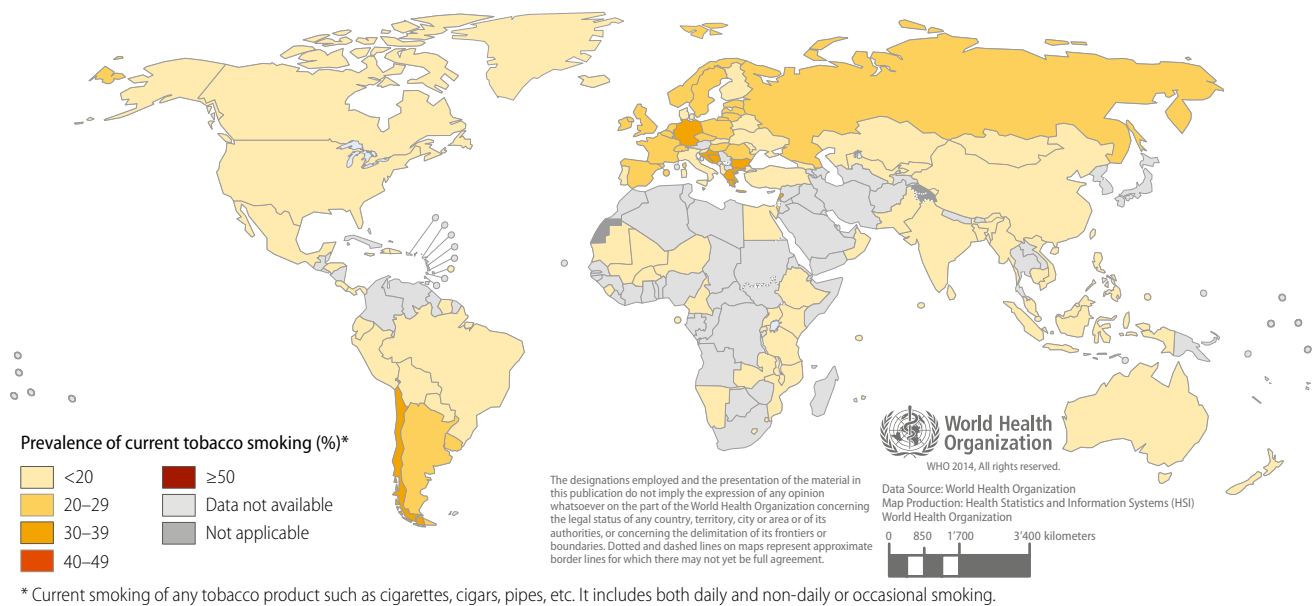 Prevalence of current tobacco smoking (%)*
<20
20–29
30–39
40–49
≥50
Data not available
Not applicable
The designations employed and the presentation of the material in
this publication do not imply the expression of any opinion
whatsoever on the part of the World Health Organization concerning
the legal status of any country, territory, city or area or of its
authorities, or concerning the delimitation of its frontiers or
boundaries. Dotted and dashed lines on maps represent approximate
border lines for which there may not yet be full agreement.
World Health
Organization
WHO 2014, All rights reserved.
Data Source: World Health Organization
Map Production: Health Statistics and Information Systems (HSI)
World Health Organization
0 850 1'700 3'400 kilometers
* Current smoking of any tobacco product such as cigarettes, cigars, pipes, etc. It includes both daily and non-daily or occasional smoking.